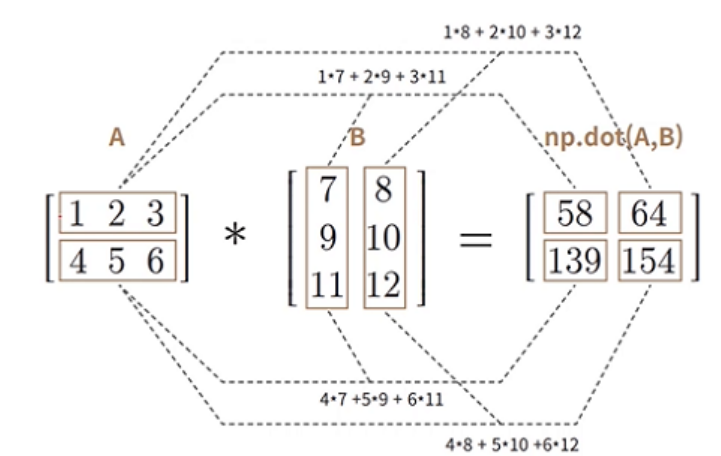 1*8 + 2*10 + 3*12
1*7 + 2*9 + 3*11
A B np.dot(A,B)
1 2 3 7 8 58 64
4 5 6 * 9 10 = 139 154
11 12
4*7 +5*9 + 6*11
4*8 + 5*10 +6*12